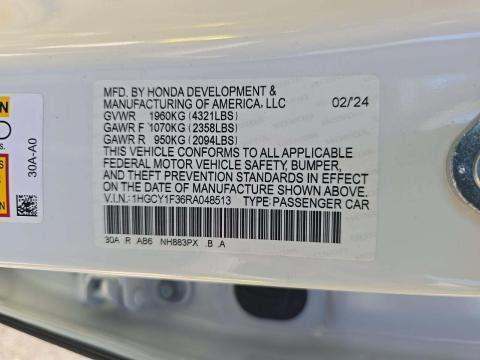 MFD. BY HONDA DEVELOPMENT &
MANUFACTURING OF AMERICA, LLC 02/'24
GVWR 1960KG (4321LBS)
GAWR F 1070KG (2358LBS)
GAWR R 950KG (2094LBS)
THIS VEHICLE CONFORMS TO ALL APPLICABLE
FEDERAL MOTOR VEHICLE SAFETY, BUMPER,
AND THEFT PREVENTION STANDARDS IN EFFECT
ON THE DATE OF MANUFACTURE SHOWN ABOVE.
V.I.N.: 1HGCY1F36RA048513 TYPE:PASSENGER CAR
30A R AB6 NH883PX .B .A
30A-A0